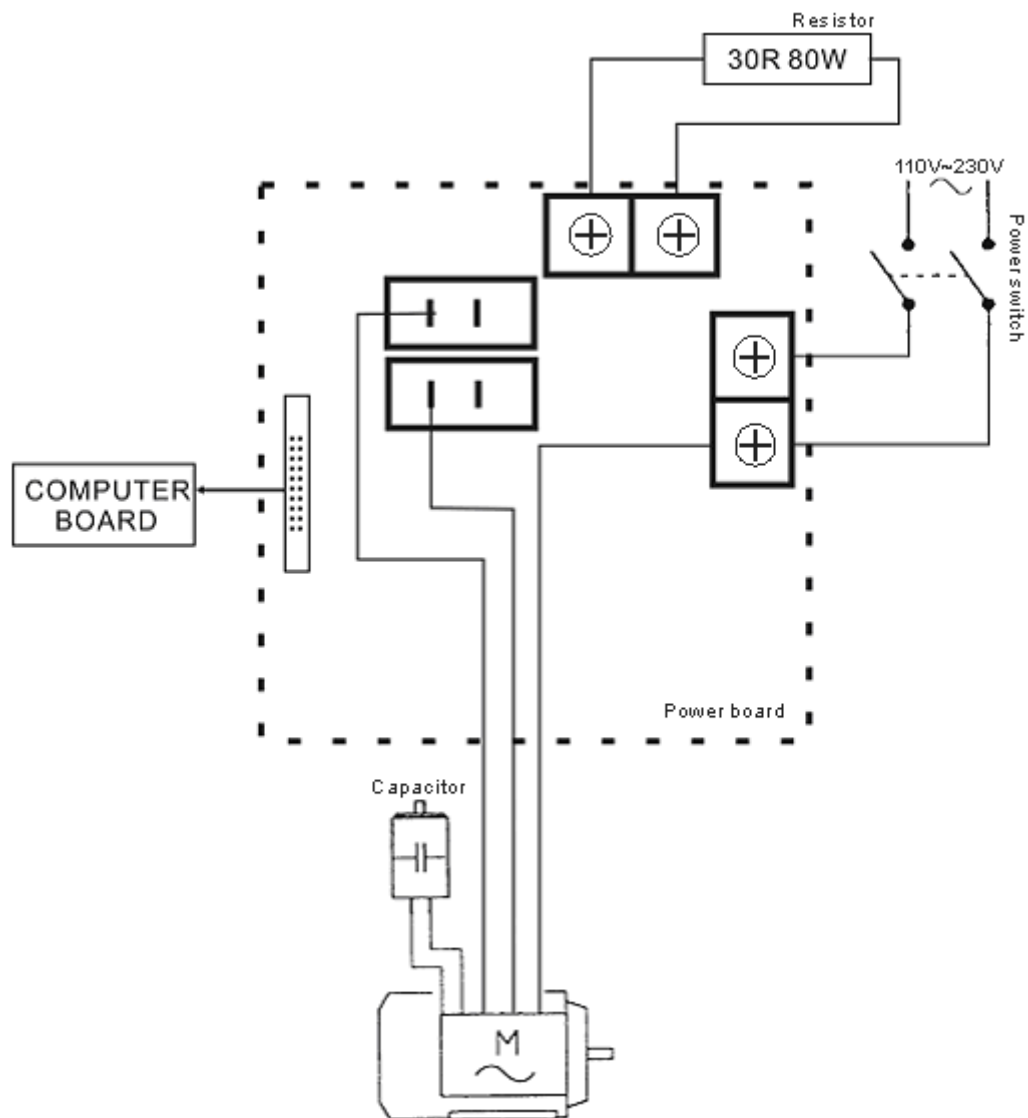 Resistor
30R 80W
110V~230V
Power switch
COMPUTER
BOARD
Power board
Capacitor
M